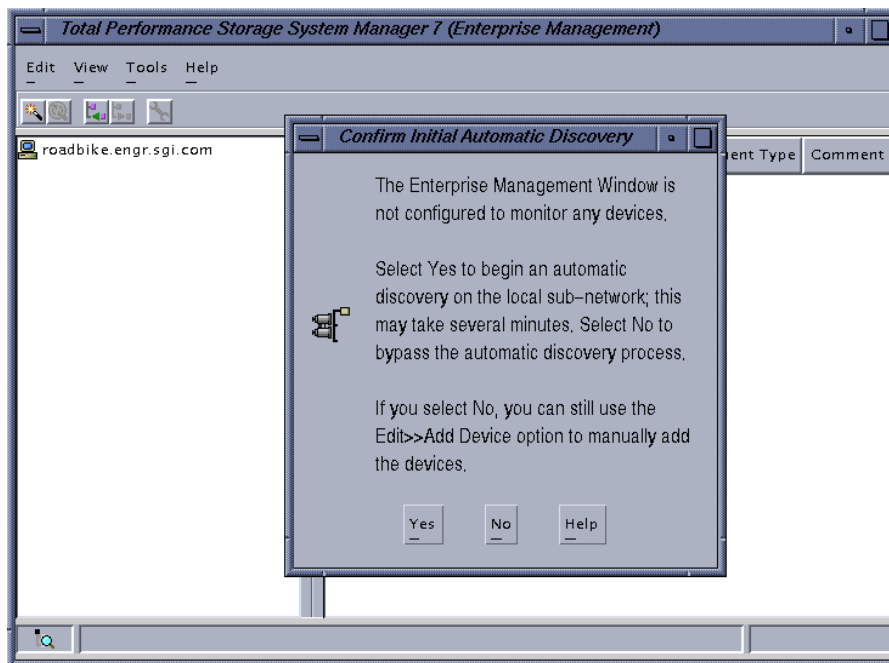 Total Performance Storage System Manager 7 (Enterprise Management)
Edit View Tools Help
roadbike.engr.sgi.com
Type Comment
Confirm Initial Automatic Discovery
The Enterprise Management Window is
not configured to monitor any devices.
Select Yes to begin an automatic
discovery on the local sub-network; this
may take several minutes. Select No to
bypass the automatic discovery process.
If you select No, you can still use the
Edit>>Add Device option to manually add
the devices.
Yes No Help